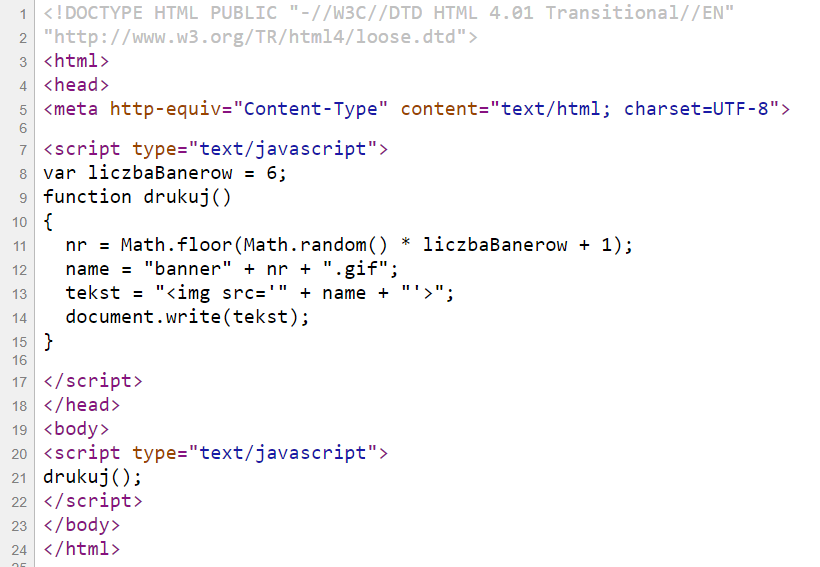 1 <!DOCTYPE HTML PUBLIC "-//W3C//DTD HTML 4.01 Transitional//EN"
2 "http://www.w3.org/TR/html4/loose.dtd">
3 <html>
4 <head>
5 <meta http-equiv="Content-Type" content="text/html; charset=UTF-8">
6
7 <script type="text/javascript">
8 var liczbaBanerow = 6;
9 function drukuj()
10 {
11   nr = Math.floor(Math.random() * liczbaBanerow + 1);
12   name = "banner" + nr + ".gif";
13   tekst = "<img src='" + name + "'>";
14   document.write(tekst);
15 }
16
17 </script>
18 </head>
19 <body>
20 <script type="text/javascript">
21 drukuj();
22 </script>
23 </body>
24 </html>
25